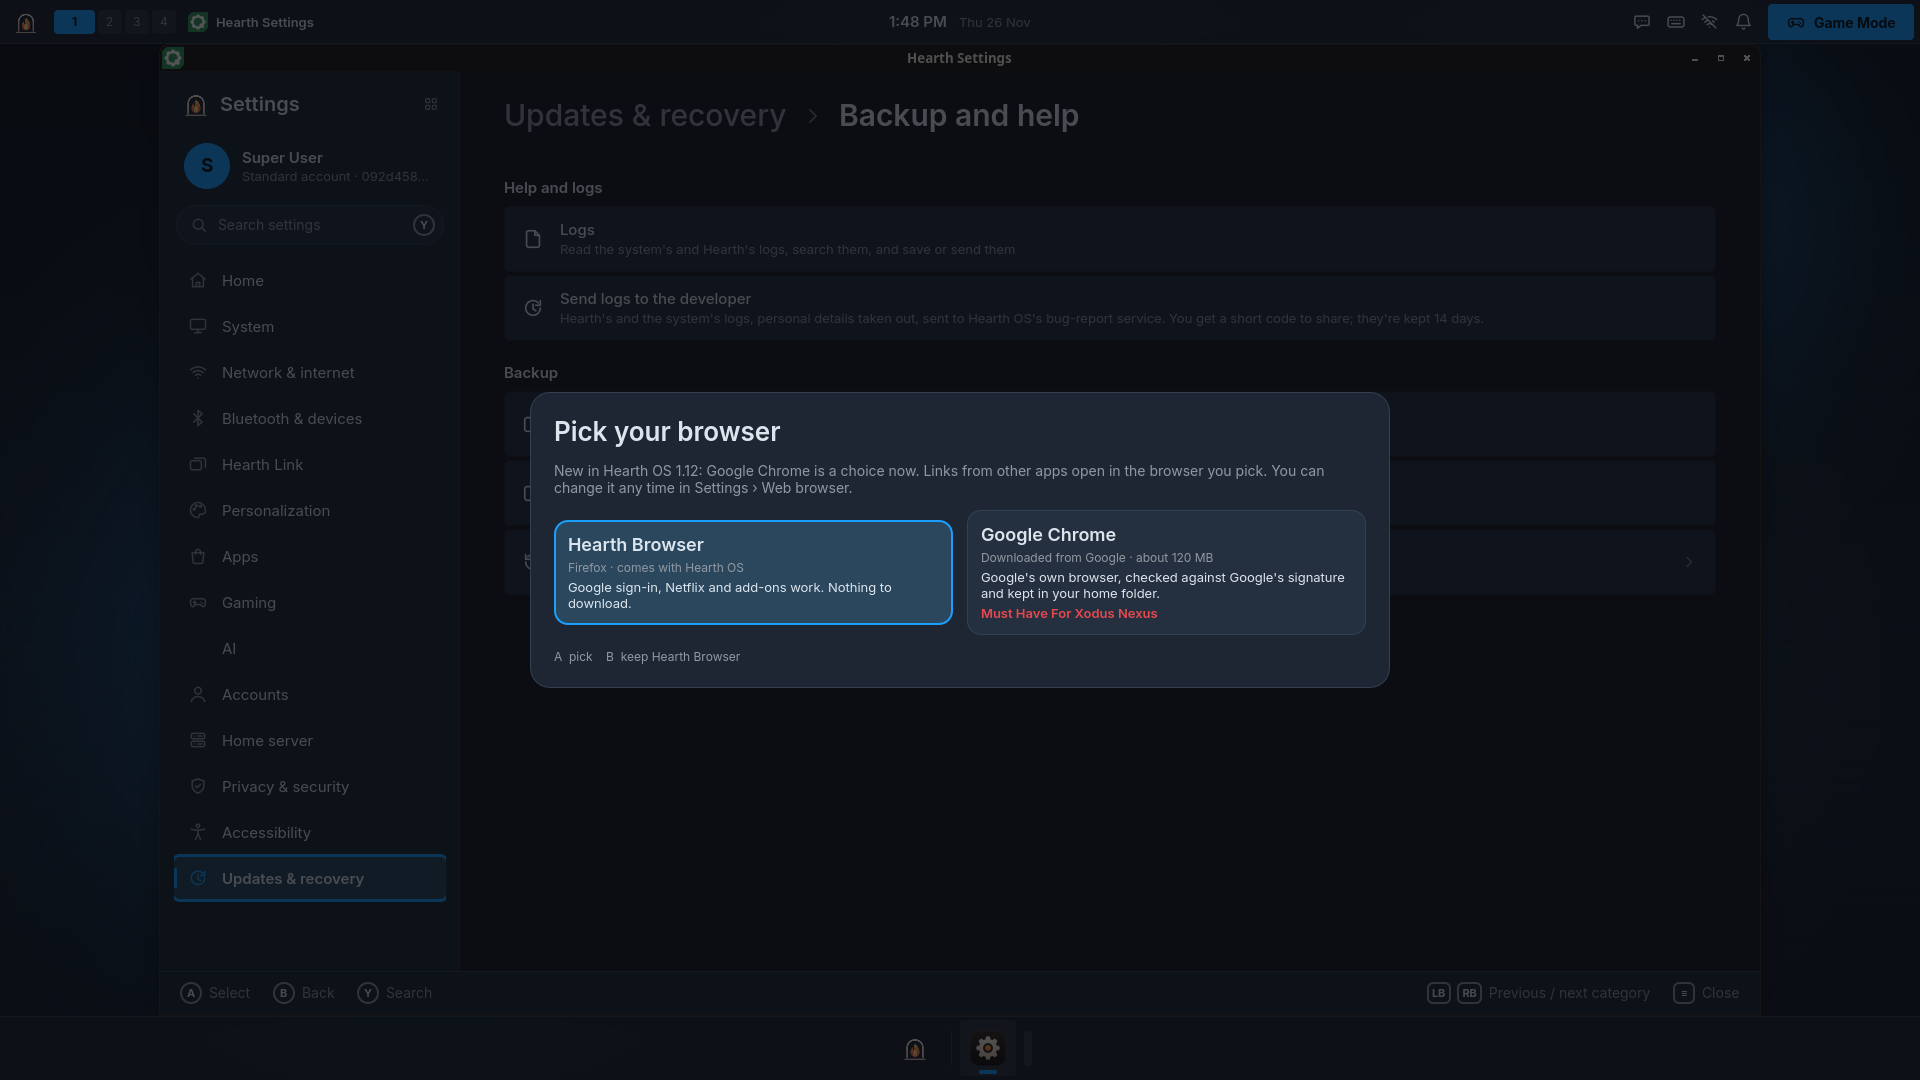 1 2 3 4 Hearth Settings 1:48 PM Thu 26 Nov Game Mode
Hearth Settings
Settings
S
Super User
Standard account · 092d458...
Search settings Y
Home
System
Network & internet
Bluetooth & devices
Hearth Link
Personalization
Apps
Gaming
AI
Accounts
Home server
Privacy & security
Accessibility
Updates & recovery
Updates & recovery › Backup and help
Help and logs
Logs
Read the system's and Hearth's logs, search them, and save or send them
Send logs to the developer
Hearth's and the system's logs, personal details taken out, sent to Hearth OS's bug-report service. You get a short code to share; they're kept 14 days.
Backup
Pick your browser
New in Hearth OS 1.12: Google Chrome is a choice now. Links from other apps open in the browser you pick. You can
change it any time in Settings › Web browser.
Hearth Browser
Firefox · comes with Hearth OS
Google sign-in, Netflix and add-ons work. Nothing to
download.
Google Chrome
Downloaded from Google · about 120 MB
Google's own browser, checked against Google's signature
and kept in your home folder.
Must Have For Xodus Nexus
A pick B keep Hearth Browser
A Select B Back Y Search LB RB Previous / next category ≡ Close